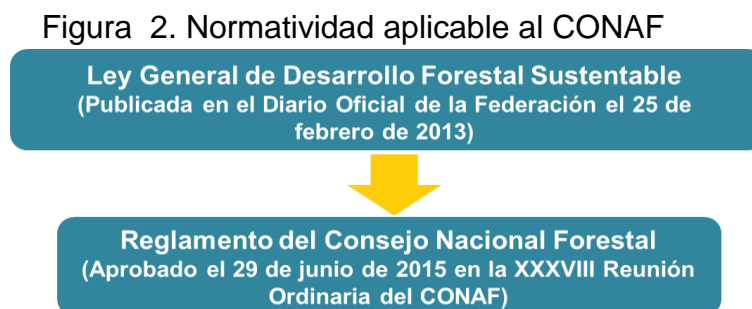 Figura 2. Normatividad aplicable al CONAF
Ley General de Desarrollo Forestal Sustentable
(Publicada en el Diario Oficial de la Federación el 25 de
febrero de 2013)
Reglamento del Consejo Nacional Forestal
(Aprobado el 29 de junio de 2015 en la XXXVIII Reunión
Ordinaria del CONAF)